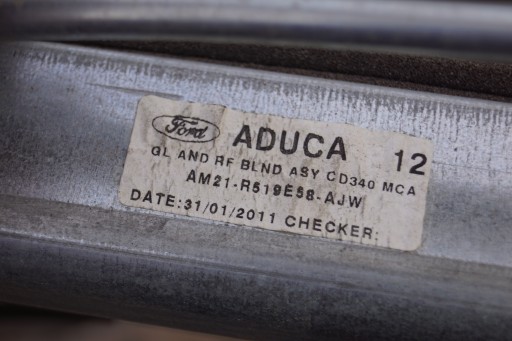 Ford ADUCA 12
GL AND RF BLND ASY CD340 MCA
AM21-R519E58-AJW
DATE:31/01/2011 CHECKER: